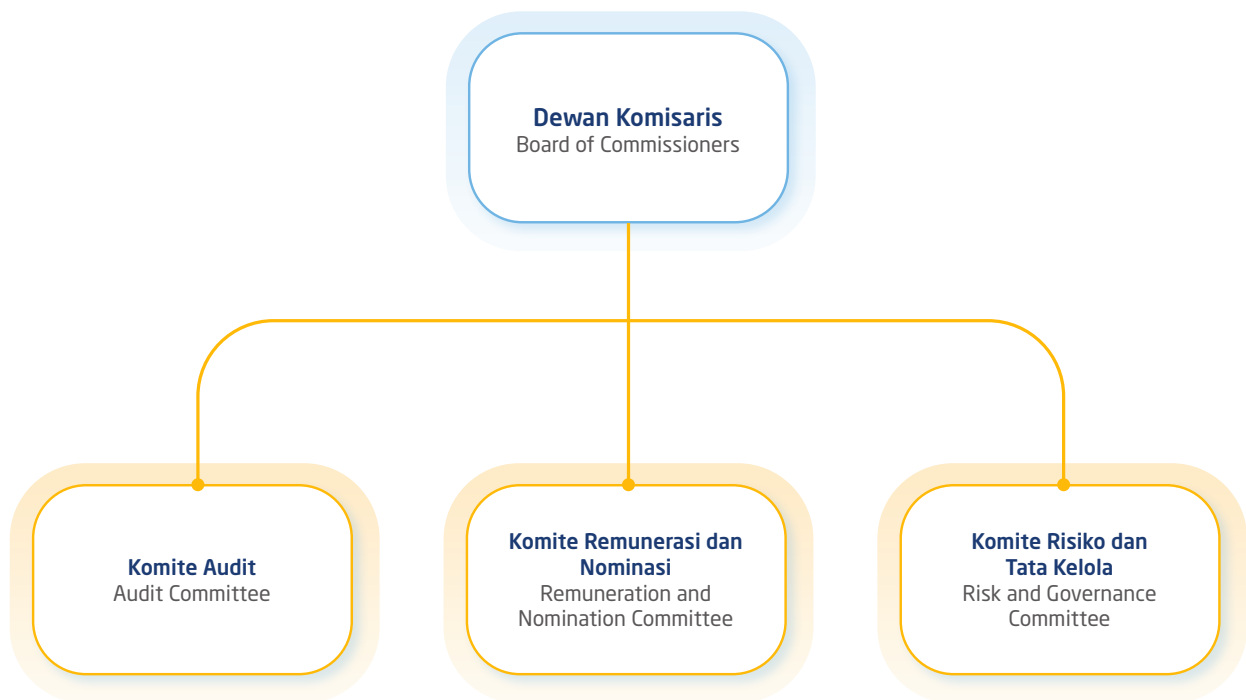 Dewan Komisaris
Board of Commissioners
Komite Audit
Audit Committee
Komite Remunerasi dan
Nominasi
Remuneration and
Nomination Committee
Komite Risiko dan
Tata Kelola
Risk and Governance
Committee